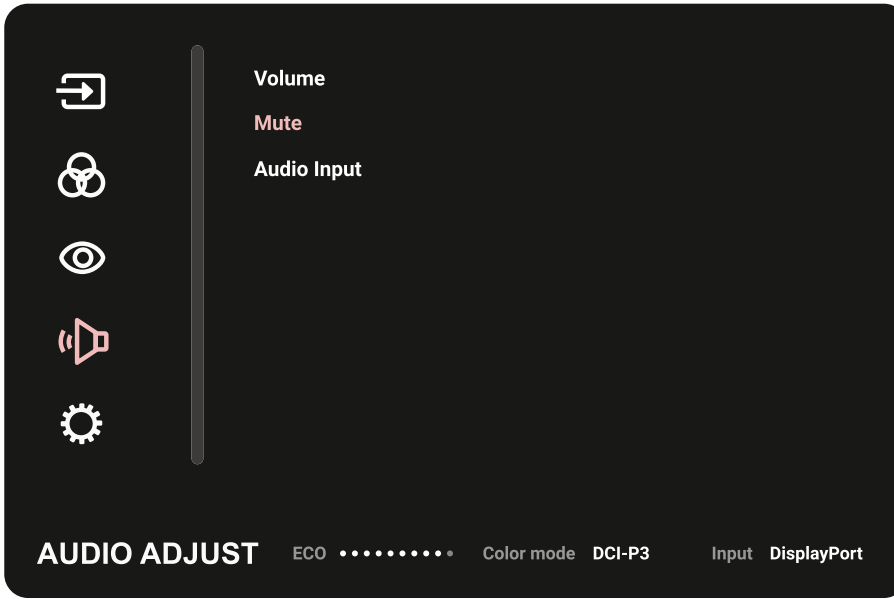 Volume
Mute
Audio Input
AUDIO ADJUST ECO Color mode DCI-P3 Input DisplayPort